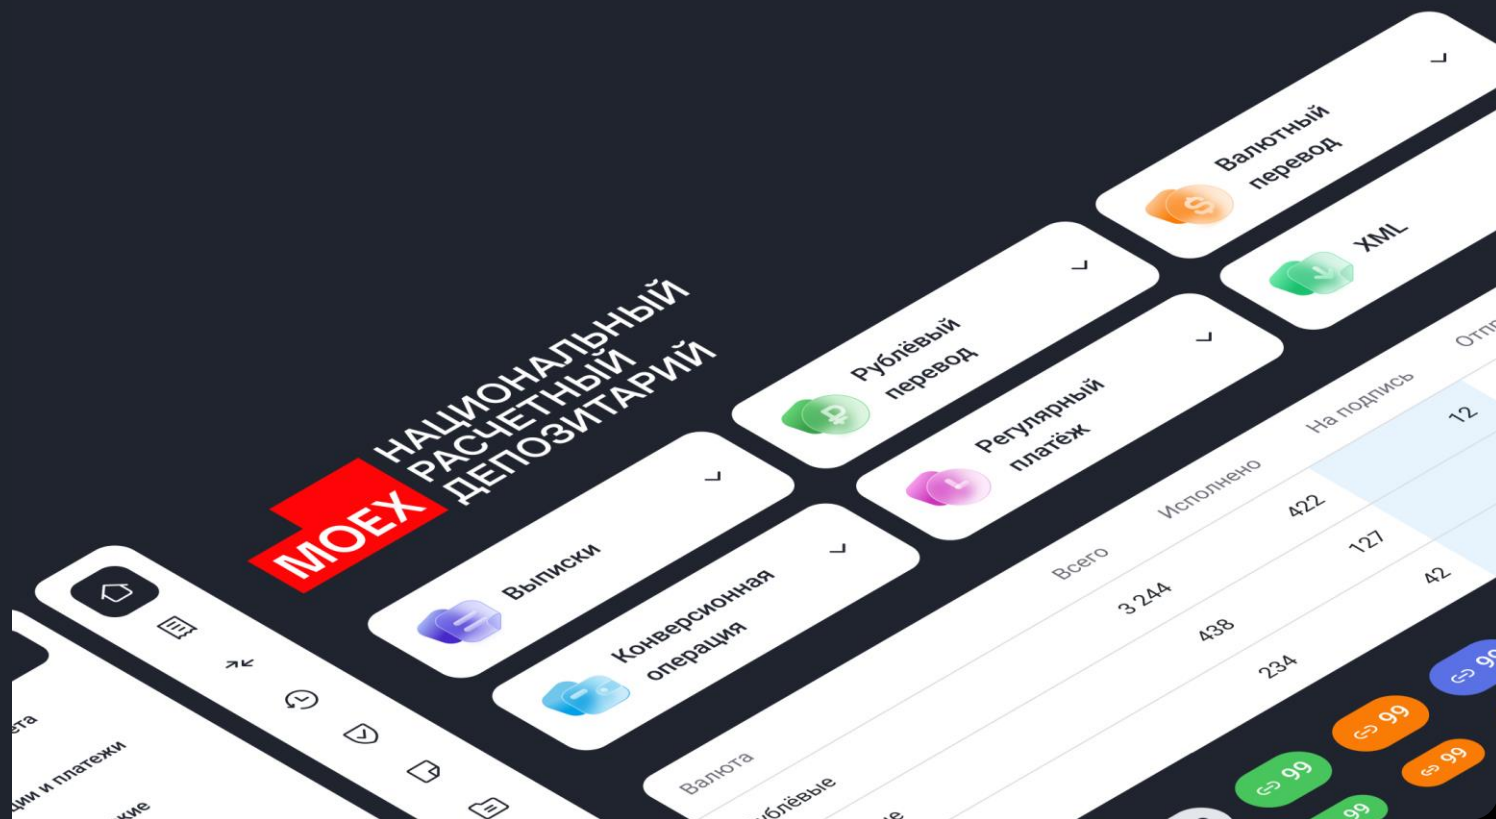 MOEX
НАЦИОНАЛЬНЫЙ
РАСЧЕТНЫЙ
ДЕПОЗИТАРИЙ
Выписки
Рублёвый
перевод
Валютный
перевод
Конверсионная
операция
Регулярный
платёж
XML
Валюта
Всего
Исполнено
На подпись
3 244
422
12
438
127
234
42
и платежи
99
99
99
99
99